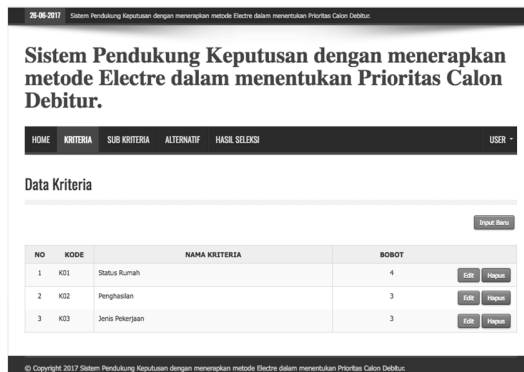 26-06-2017 Sistem Pendukung Keputusan dengan menerapkan metode Electre dalam menentukan Prioritas Calon Debitur.
Sistem Pendukung Keputusan dengan menerapkan
metode Electre dalam menentukan Prioritas Calon
Debitur.
HOME KRITERIA SUB KRITERIA ALTERNATIF HASIL SELEKSI USER
Data Kriteria
Input Baru
NO KODE NAMA KRITERIA BOBOT
1 K01 Status Rumah 4 Edit Hapus
2 K02 Penghasilan 3 Edit Hapus
3 K03 Jenis Pekerjaan 3 Edit Hapus
© Copyright 2017 Sistem Pendukung Keputusan dengan menerapkan metode Electre dalam menentukan Prioritas Calon Debitur.